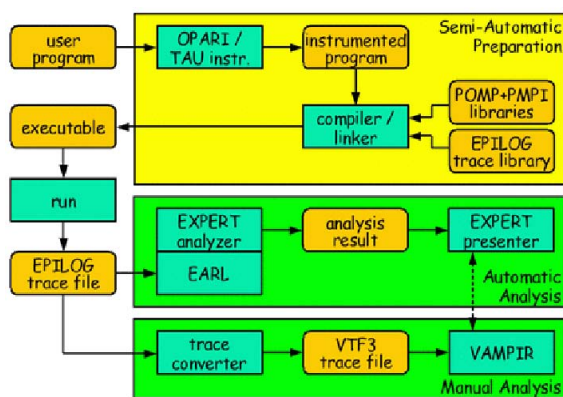 user
program
OPARI /
TAU instr.
instrumented
program
Semi-Automatic
Preparation
executable
compiler /
linker
POMP+PMPI
libraries
EPILOG
trace library
run
EXPERT
analyzer
EARL
analysis
result
EXPERT
presenter
Automatic
Analysis
EPILOG
trace file
trace
converter
VTF3
trace file
VAMPIR
Manual Analysis